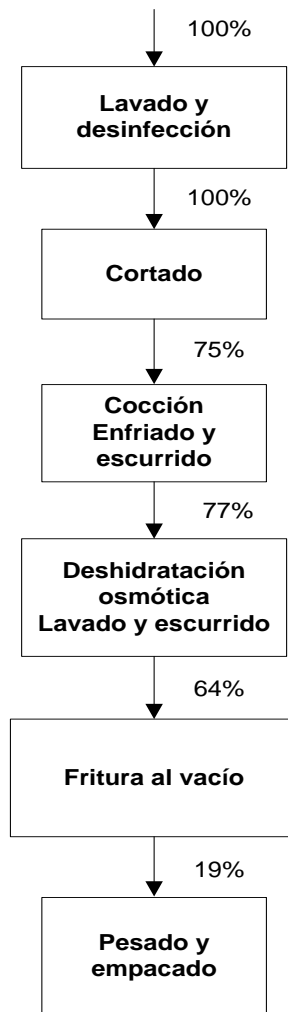 100%
Lavado y
desinfección
100%
Cortado
75%
Cocción
Enfriado y
escurrido
77%
Deshidratación
osmótica
Lavado y escurrido
64%
Fritura al vacío
19%
Pesado y
empacado